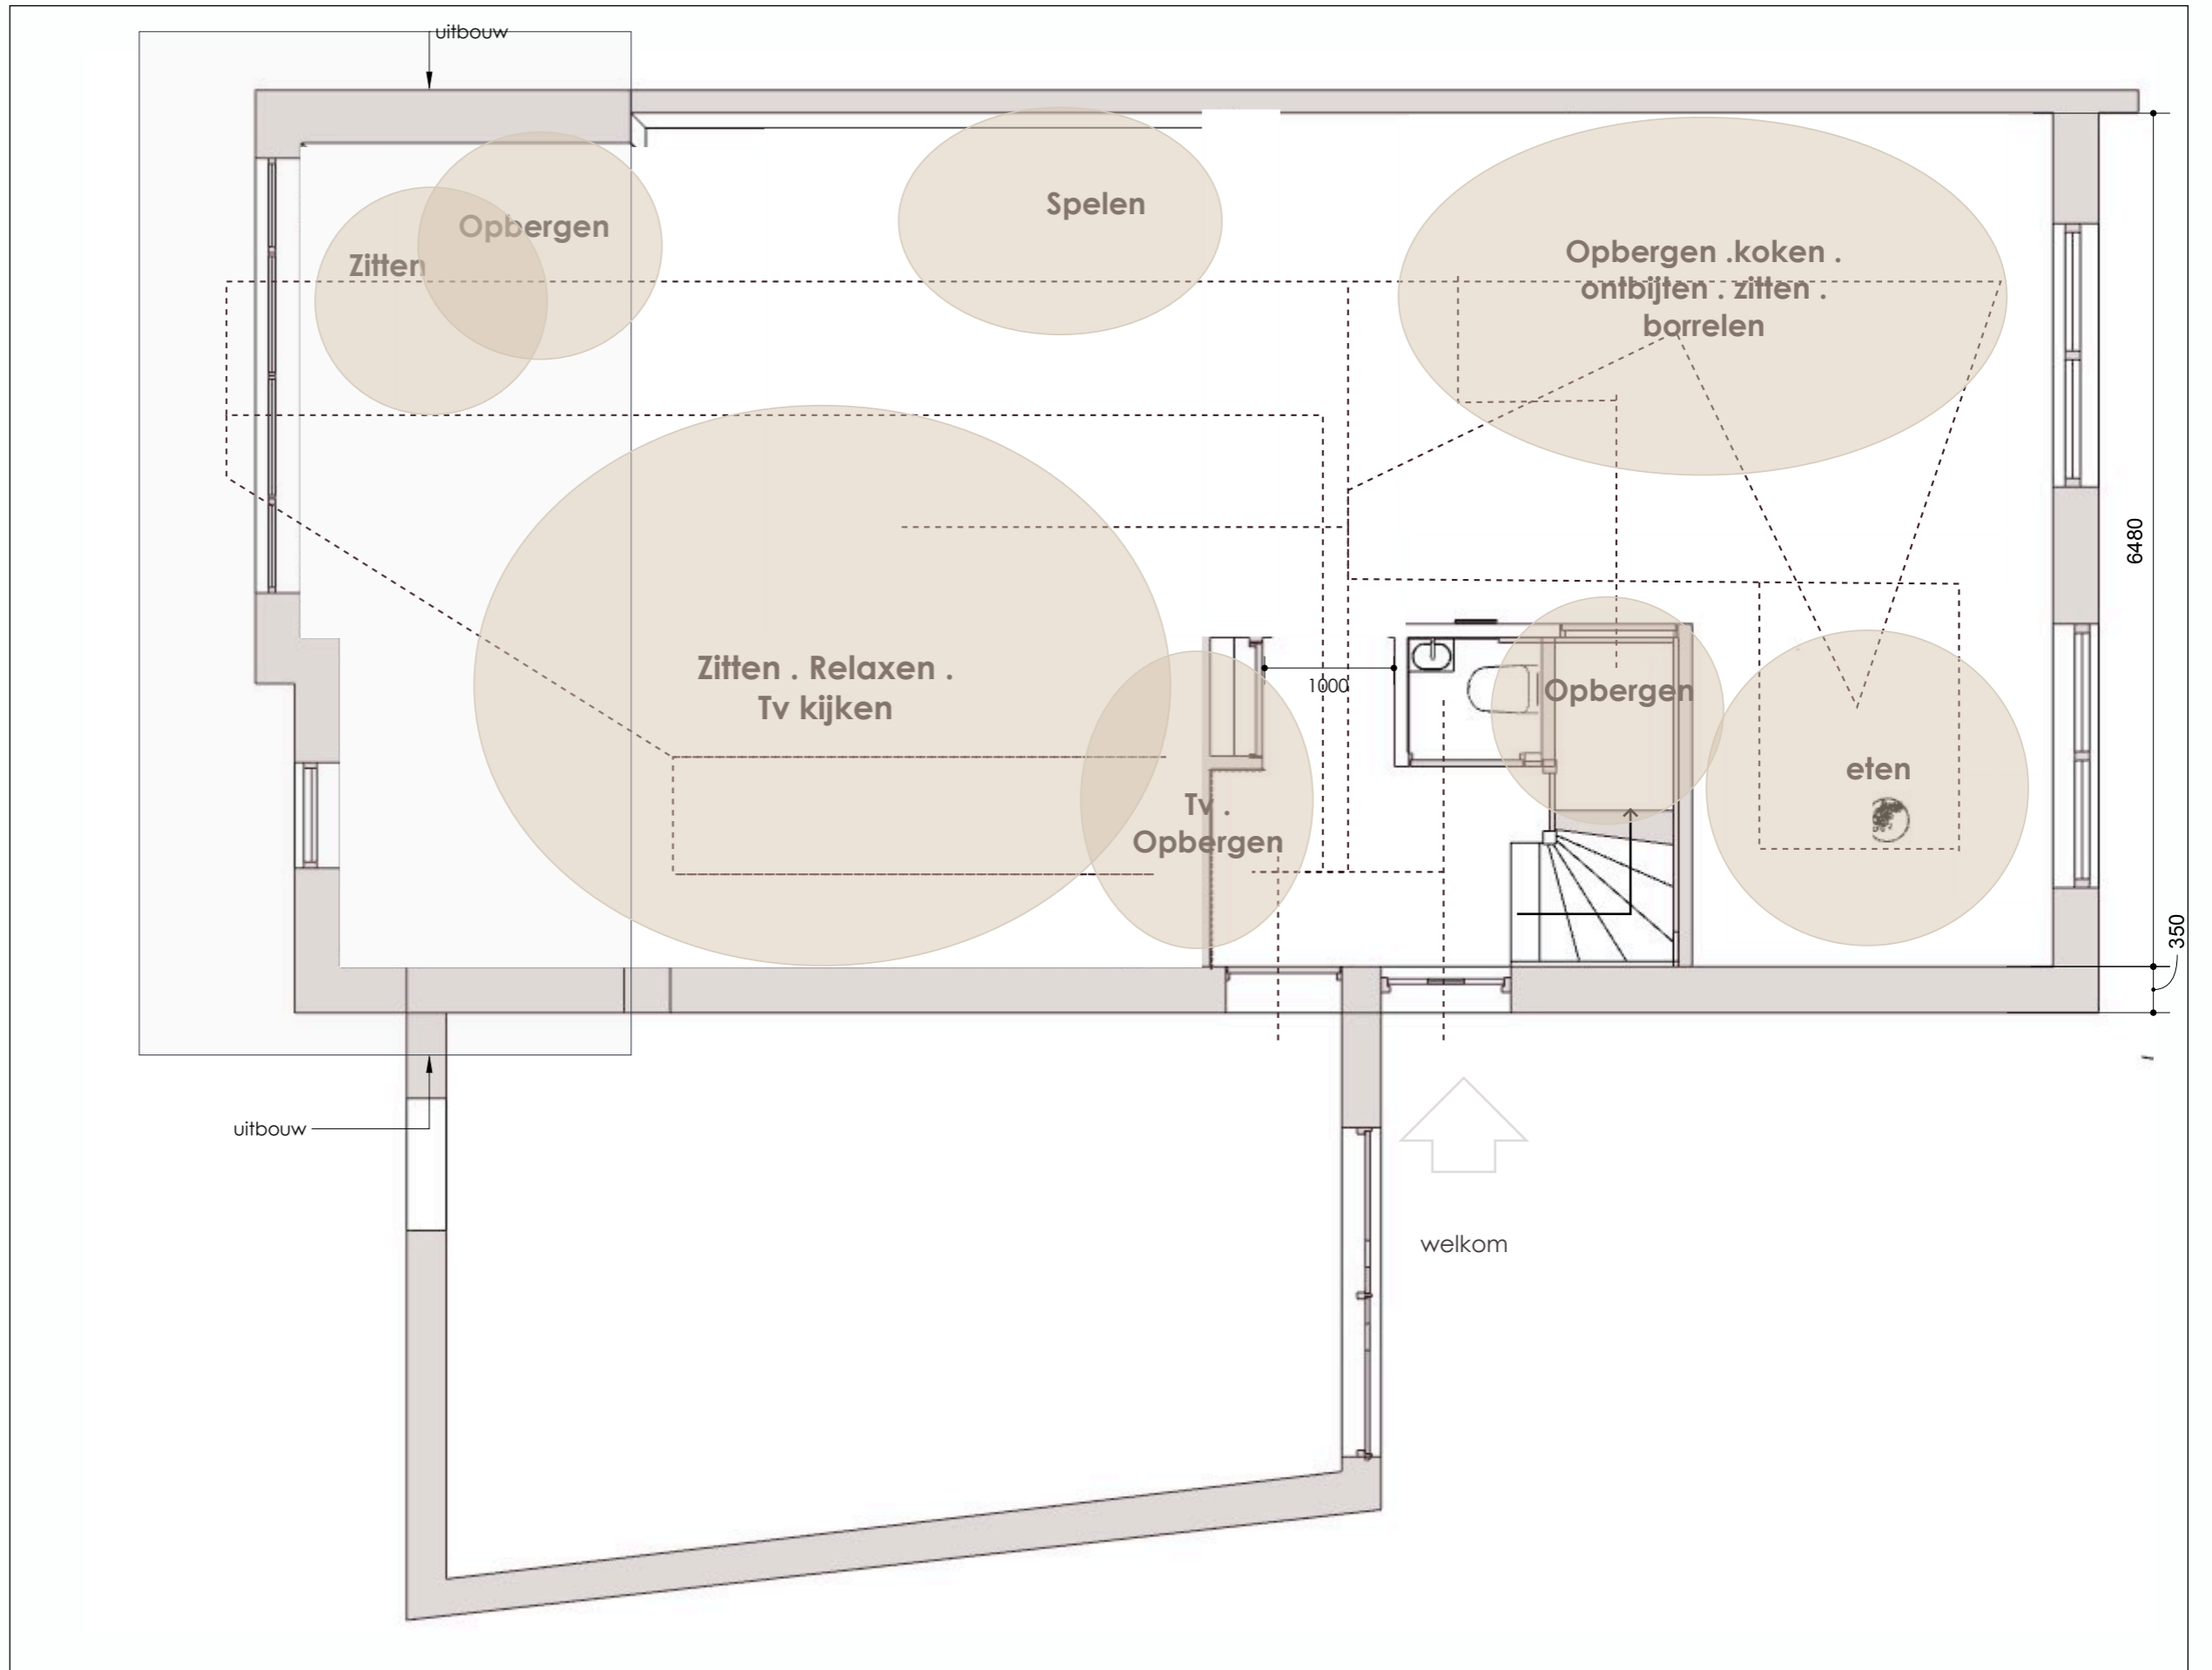 uitbouw
Opbergen
Zitten
Spelen
Opbergen .koken .
ontbijten . zitten .
borrelen
6480
Zitten . Relaxen .
Tv kijken
1000
Opbergen
eten
Tv .
Opbergen
350
uitbouw
welkom